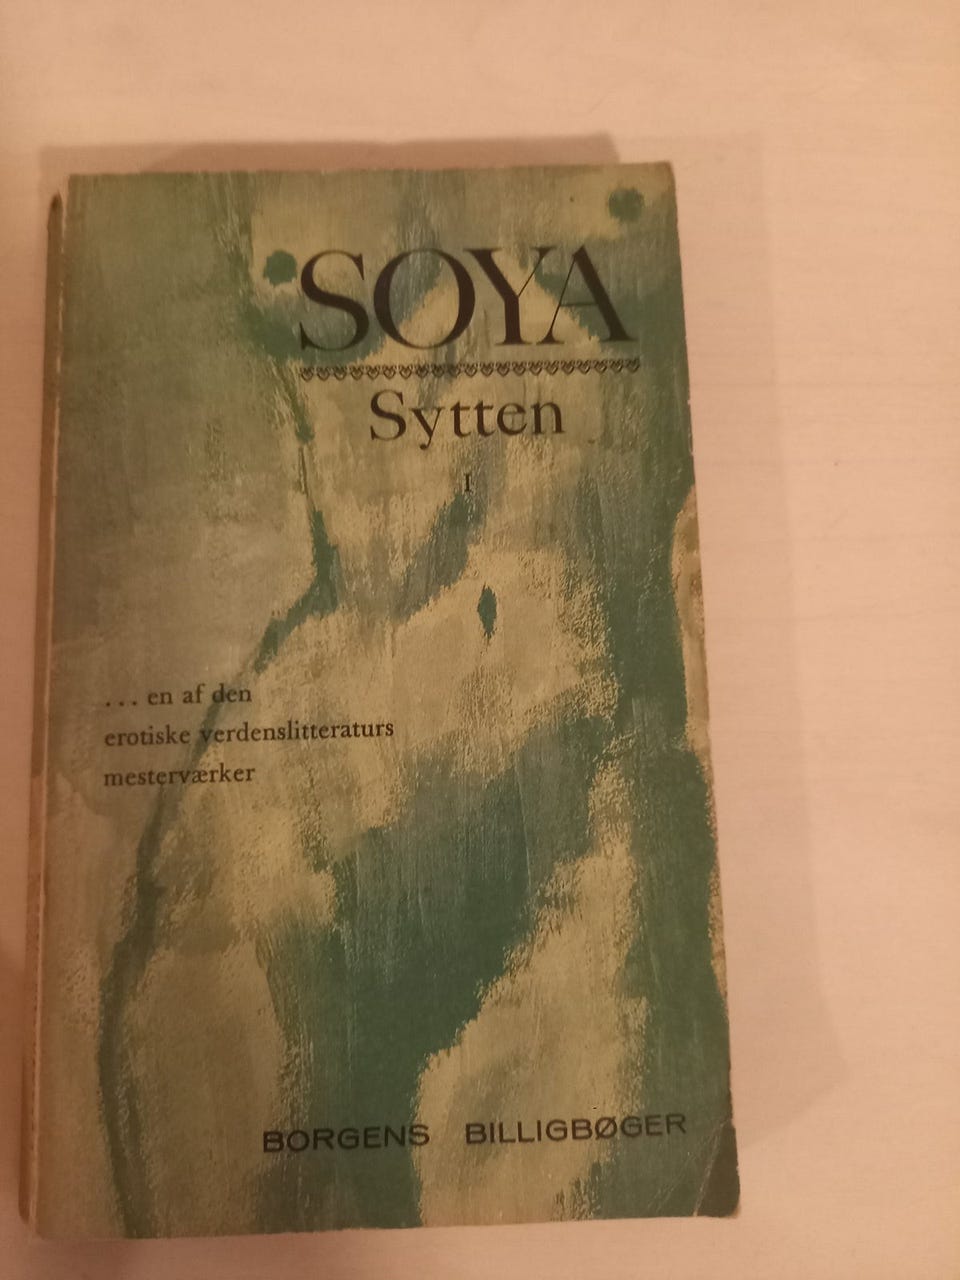 SOYA
Sytten
I
... en af den
erotiske verdenslitteraturs
mesterværker
BORGENS BILLIGBØGER